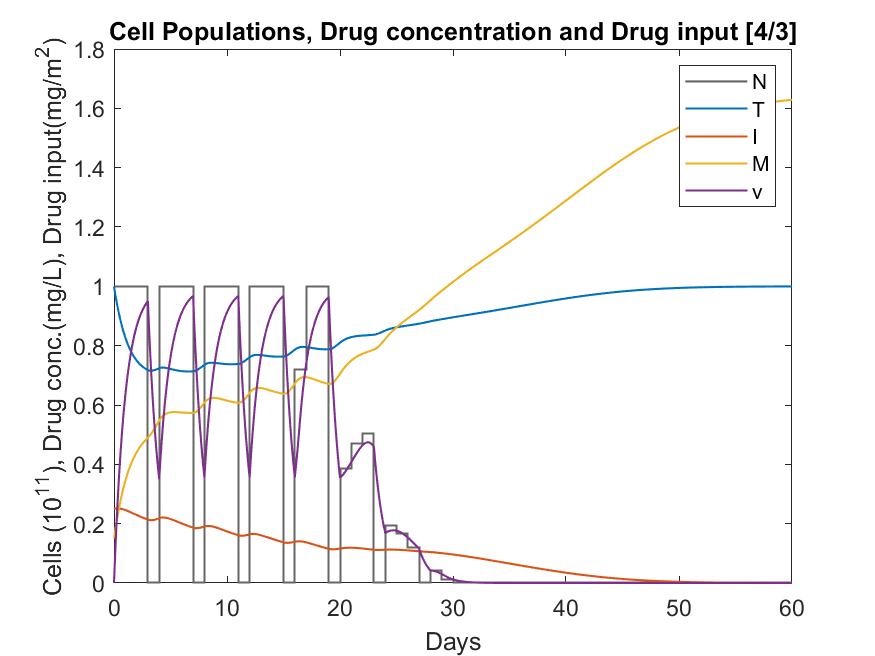 Cell Populations, Drug concentration and Drug input [4/3]
Cells (10^11), Drug conc.(mg/L), Drug input(mg/m^2)
1.8
1.6
1.4
1.2
1
0.8
0.6
0.4
0.2
0
N
T
I
M
v
0 10 20 30 40 50 60
Days